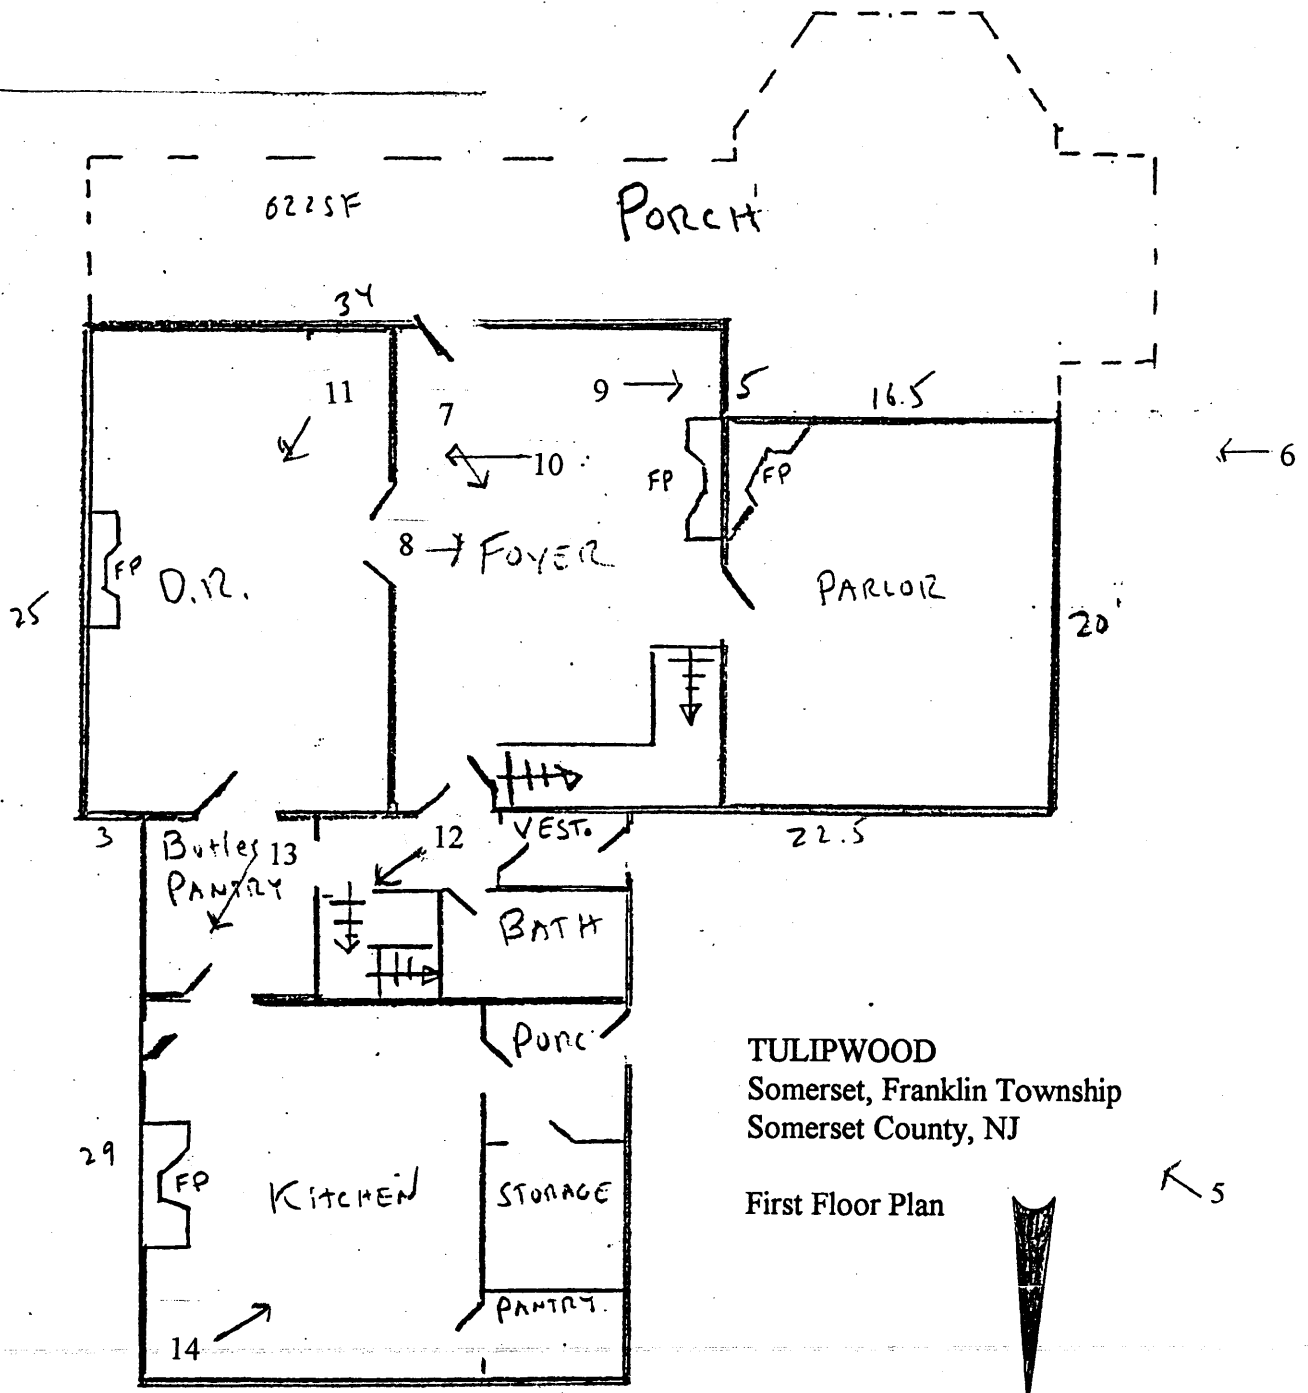 622SF
PORCH
34
11
9
5
16.5
7
10
6
FP
FP
8
FOYER
FP
D.R.
PARLOR
25
20'
3
VEST.
22.5
12
Butles 13
PANTRY
BATH
PORC
TULIPWOOD
Somerset, Franklin Township
Somerset County, NJ
29
FP
KITCHEN
STORAGE
First Floor Plan
5
PANTRY.
14